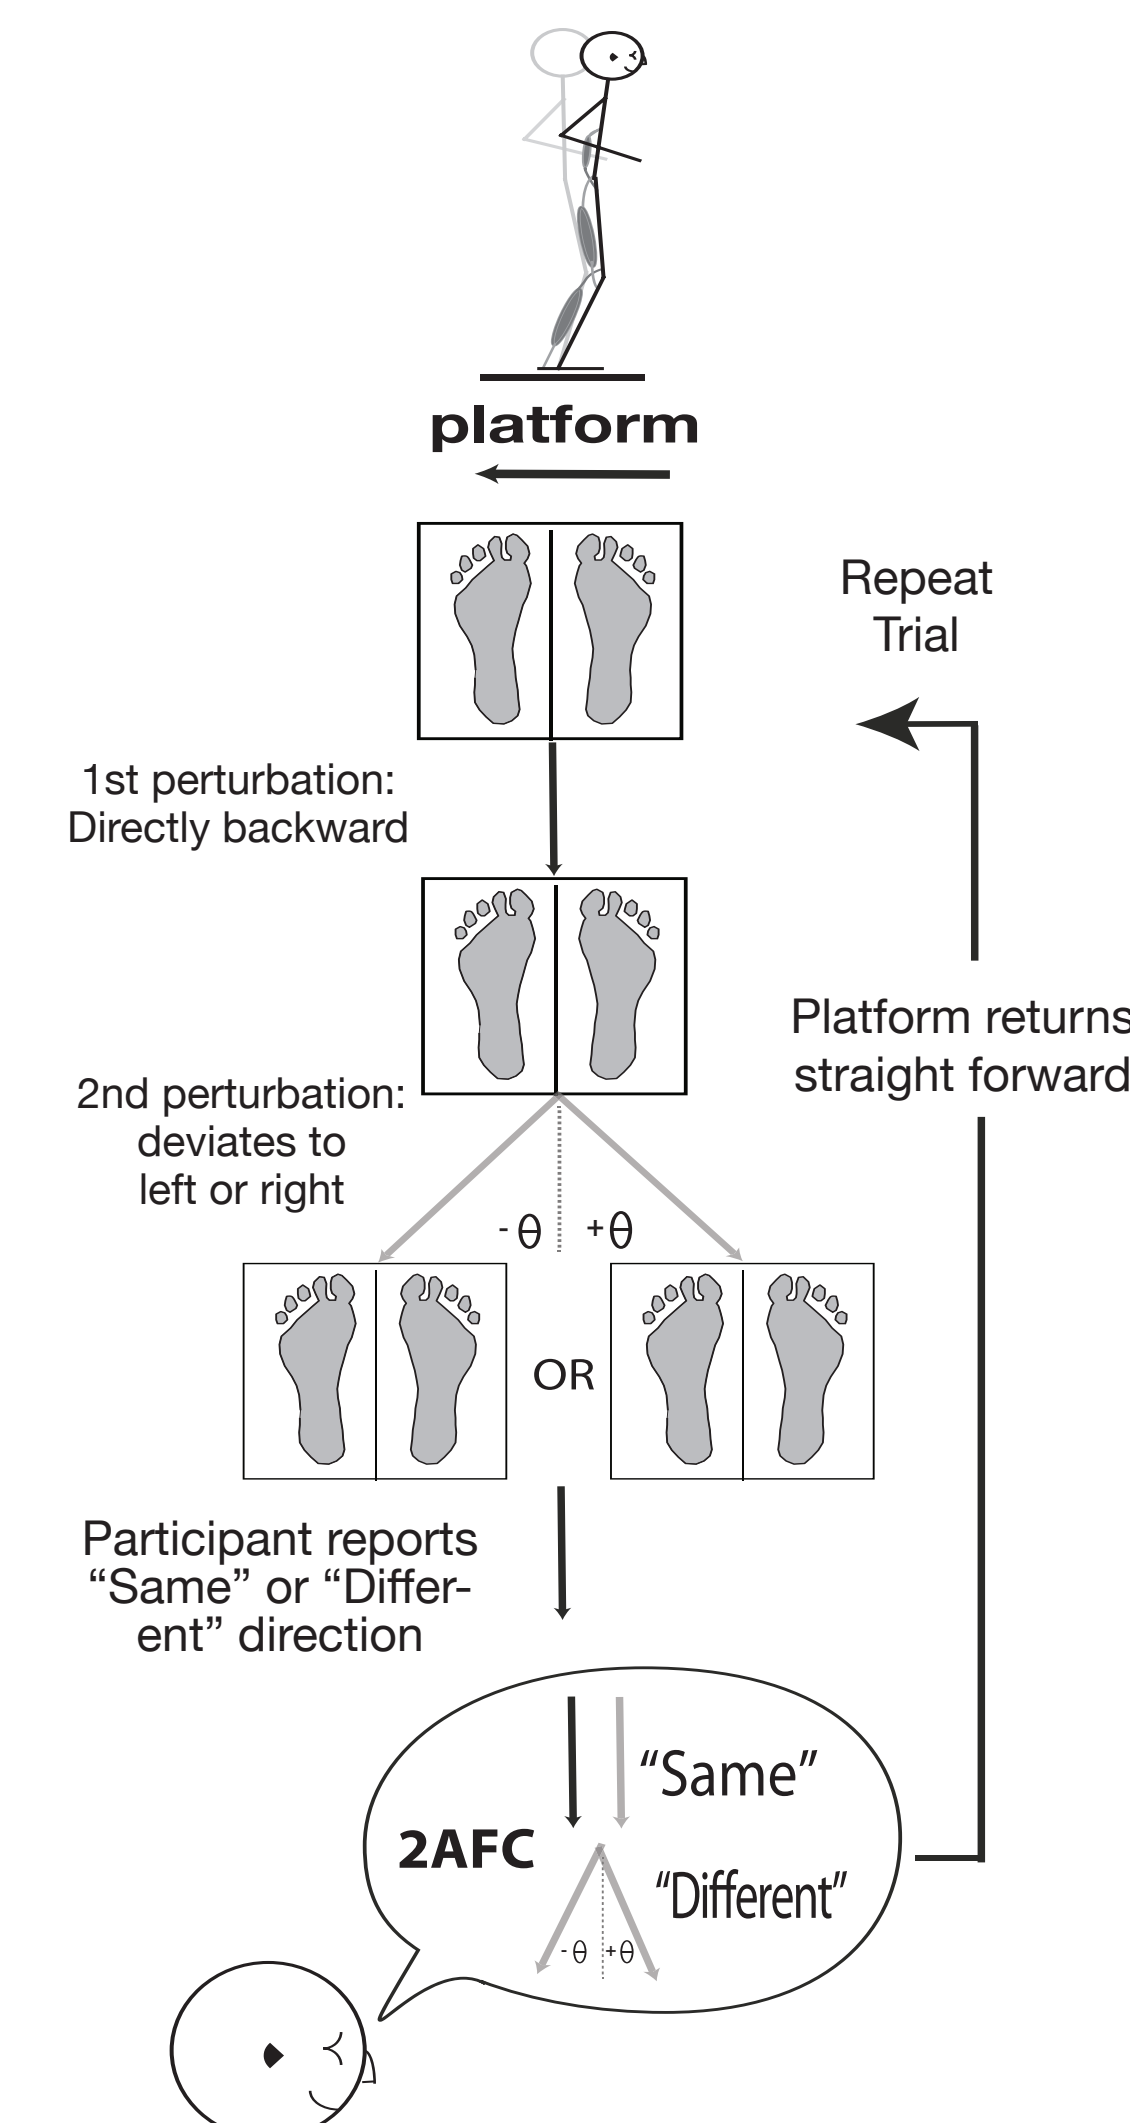 platform
Repeat
Trial
1st perturbation:
Directly backward
Platform returns
straight forward
2nd perturbation:
deviates to
left or right
- θ
+ θ
OR
Participant reports
“Same” or “Differ-
ent” direction
“Same”
2AFC
“Different”
- θ
+ θ